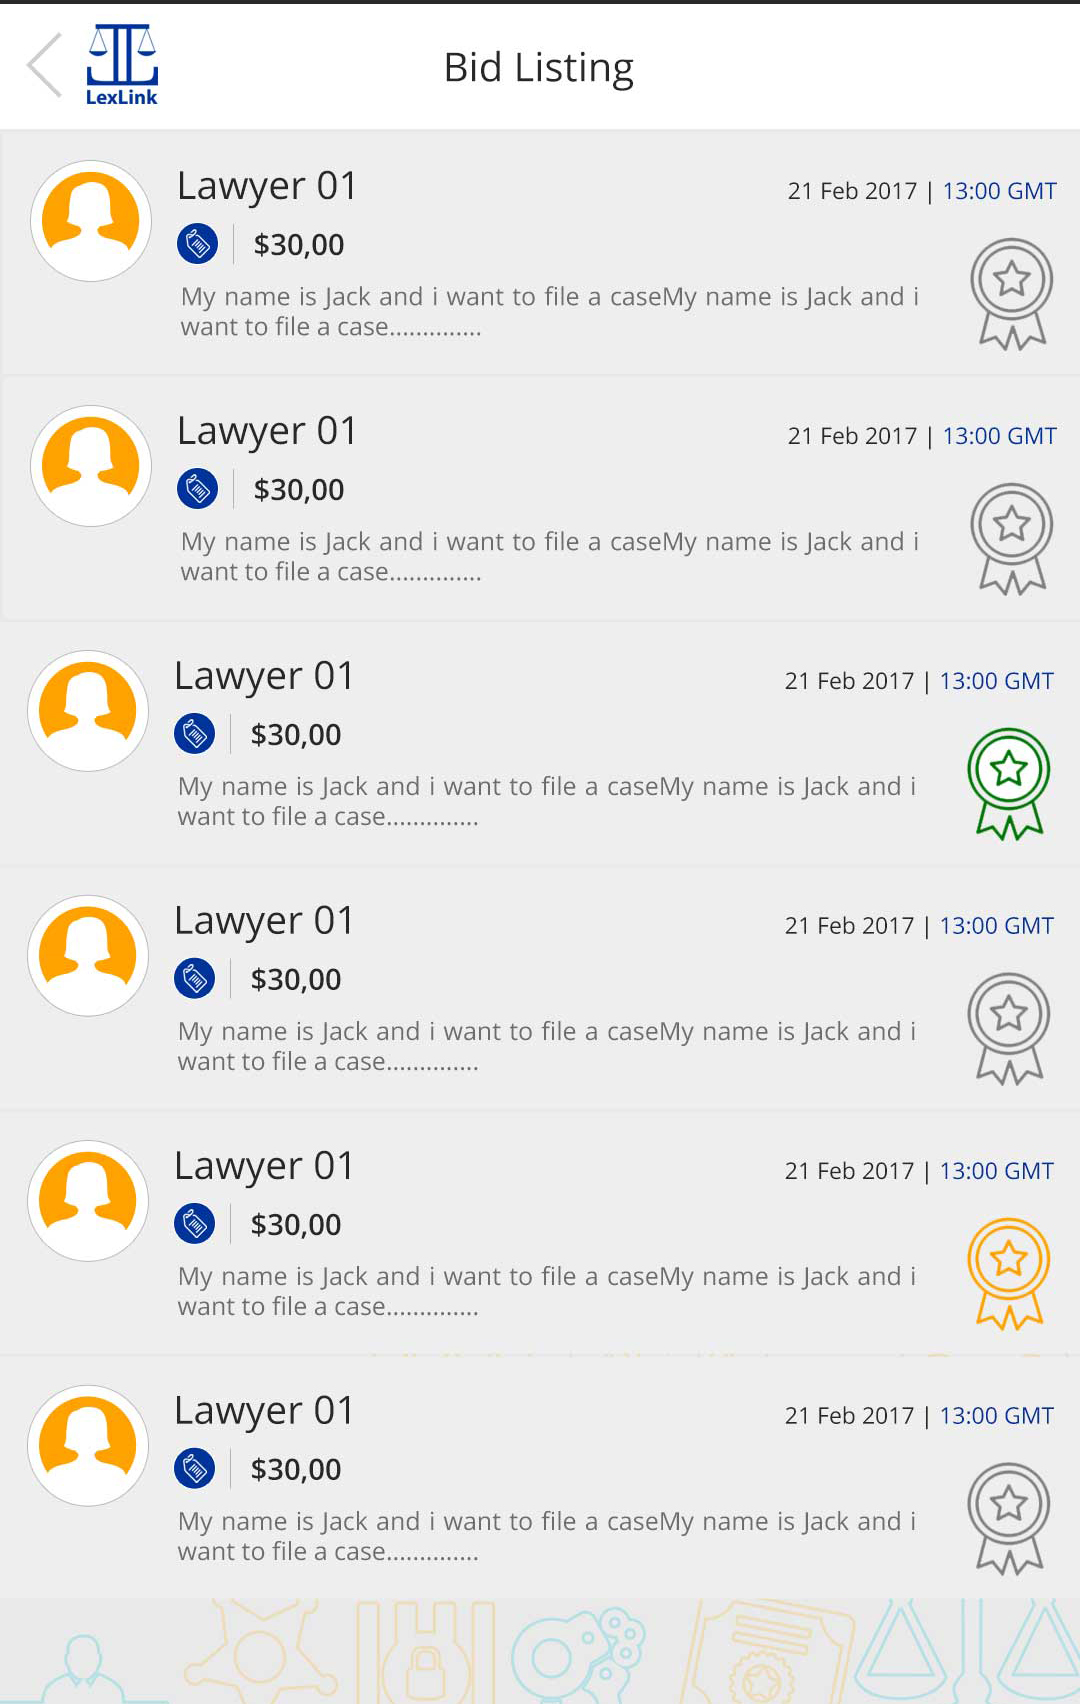 LexLink
Bid Listing
Lawyer 01
21 Feb 2017 | 13:00 GMT
$30,00
My name is Jack and i want to file a caseMy name is Jack and i
want to file a case..............
Lawyer 01
21 Feb 2017 | 13:00 GMT
$30,00
My name is Jack and i want to file a caseMy name is Jack and i
want to file a case..............
Lawyer 01
21 Feb 2017 | 13:00 GMT
$30,00
My name is Jack and i want to file a caseMy name is Jack and i
want to file a case..............
Lawyer 01
21 Feb 2017 | 13:00 GMT
$30,00
My name is Jack and i want to file a caseMy name is Jack and i
want to file a case..............
Lawyer 01
21 Feb 2017 | 13:00 GMT
$30,00
My name is Jack and i want to file a caseMy name is Jack and i
want to file a case..............
Lawyer 01
21 Feb 2017 | 13:00 GMT
$30,00
My name is Jack and i want to file a caseMy name is Jack and i
want to file a case..............